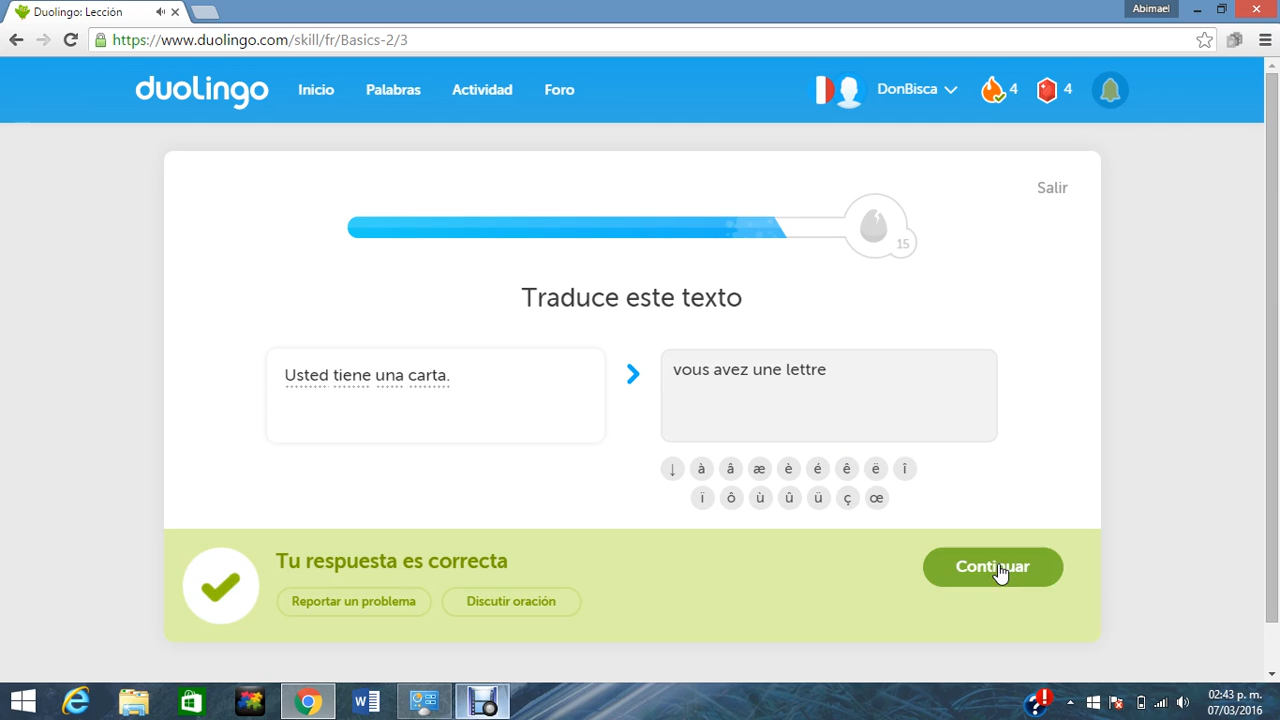 Duolingo: Lección
Abimael
https://www.duolingo.com/skill/fr/Basics-2/3
duolingo Inicio Palabras Actividad Foro DonBisca 4 4
Salir
15
Traduce este texto
Usted tiene una carta.
vous avez une lettre
↓ à â æ è é ê ë î
ï ô ù û ü ç œ
Tu respuesta es correcta
Continuar
Reportar un problema Discutir oración
02:43 p. m.
07/03/2016